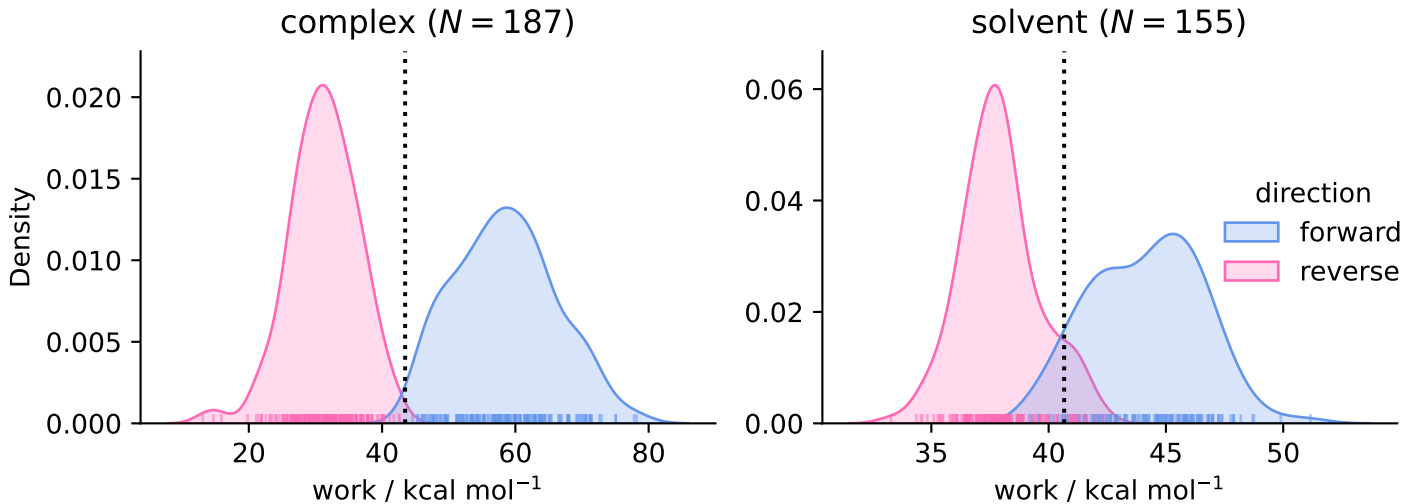 complex (N = 187)
Density
0.020
0.015
0.010
0.005
0.000
20 40 60 80
work / kcal mol⁻¹
solvent (N = 155)
0.06
0.04
0.02
0.00
35 40 45 50
work / kcal mol⁻¹
direction
forward
reverse